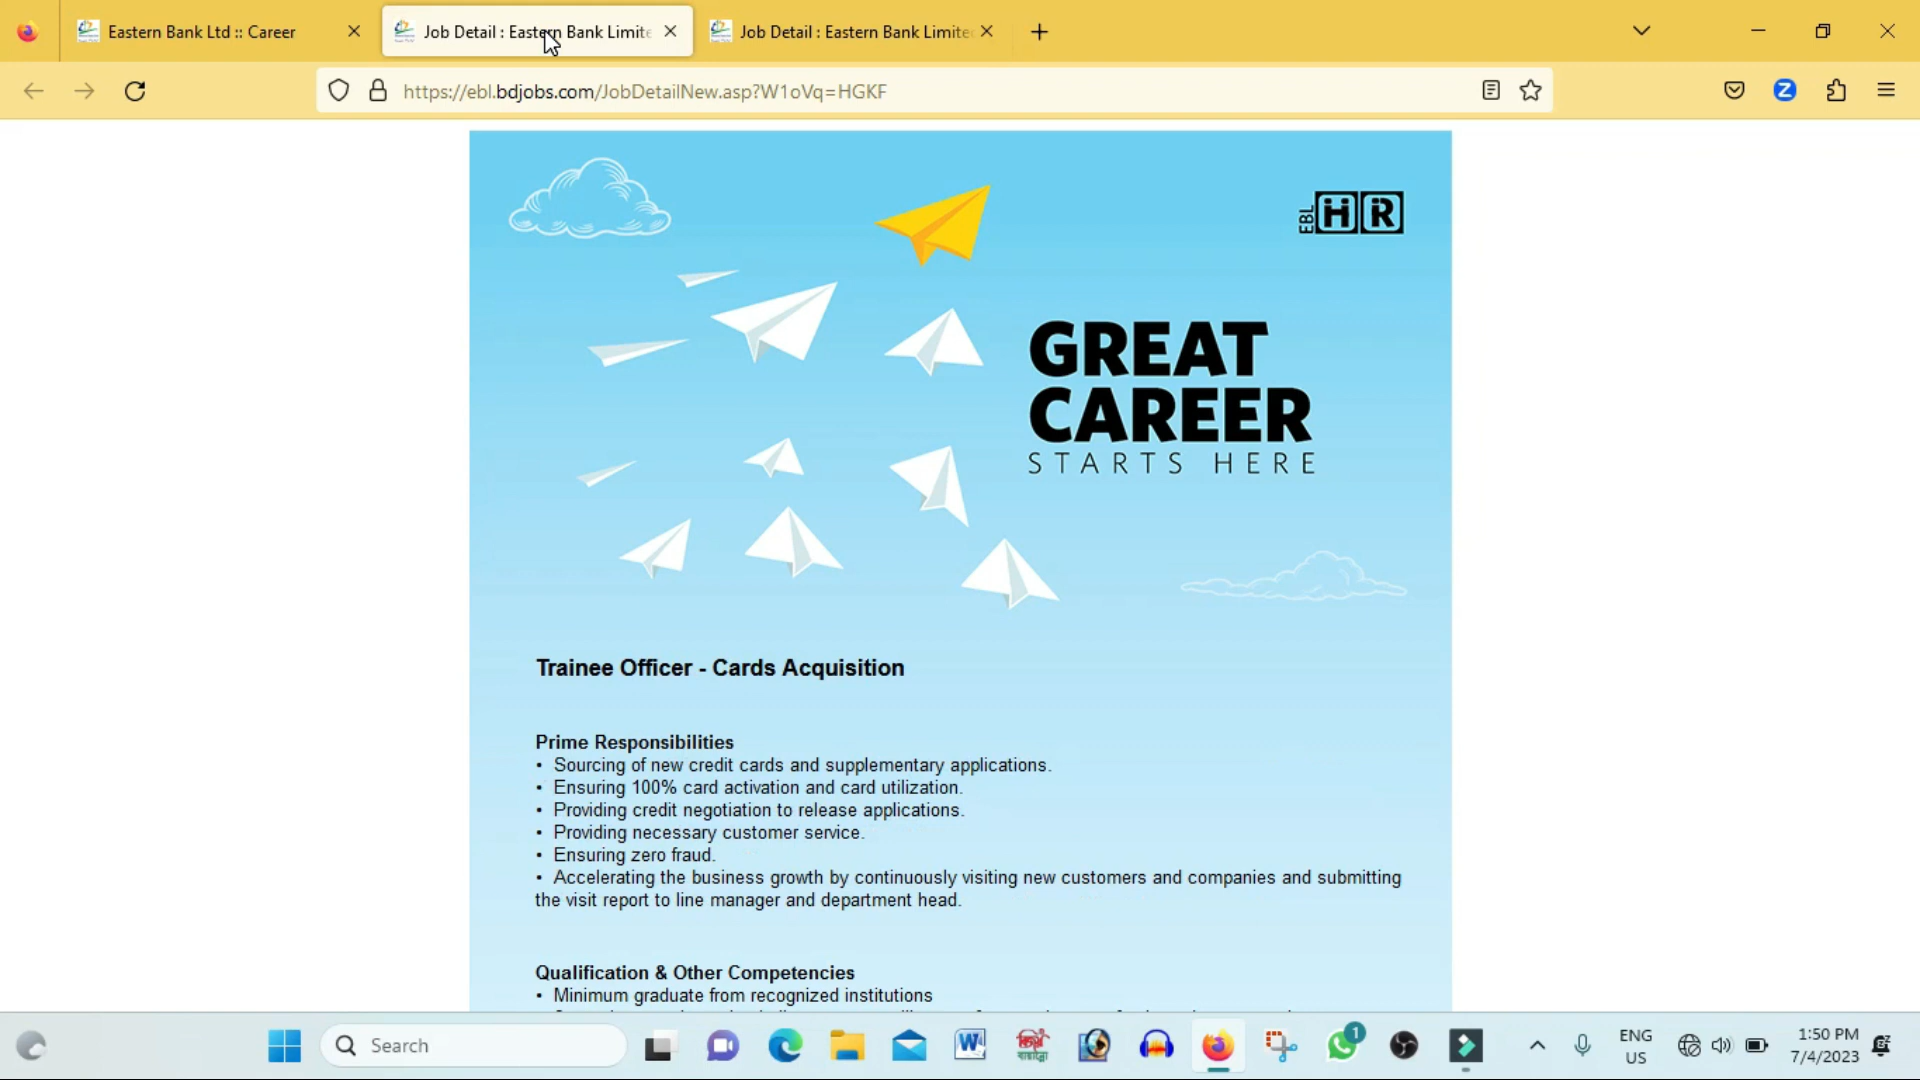 Eastern Bank Ltd :: Career
Job Detail : Eastern Bank Limite
Job Detail : Eastern Bank Limite
https://ebl.bdjobs.com/JobDetailNew.asp?W1oVq=HGKF
Z
EBL HR
GREAT
CAREER
STARTS HERE
Trainee Officer - Cards Acquisition
Prime Responsibilities
• Sourcing of new credit cards and supplementary applications.
• Ensuring 100% card activation and card utilization.
• Providing credit negotiation to release applications.
• Providing necessary customer service.
• Ensuring zero fraud.
• Accelerating the business growth by continuously visiting new customers and companies and submitting
the visit report to line manager and department head.
Qualification & Other Competencies
• Minimum graduate from recognized institutions
Search
W
1
ENG
US
1:50 PM
7/4/2023